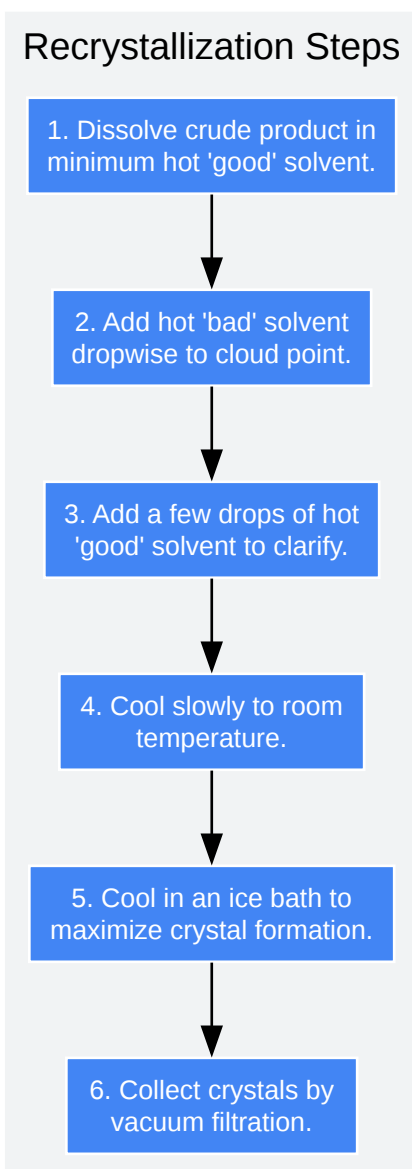 Recrystallization Steps
1. Dissolve crude product in
minimum hot 'good' solvent.
2. Add hot 'bad' solvent
dropwise to cloud point.
3. Add a few drops of hot
'good' solvent to clarify.
4. Cool slowly to room
temperature.
5. Cool in an ice bath to
maximize crystal formation.
6. Collect crystals by
vacuum filtration.